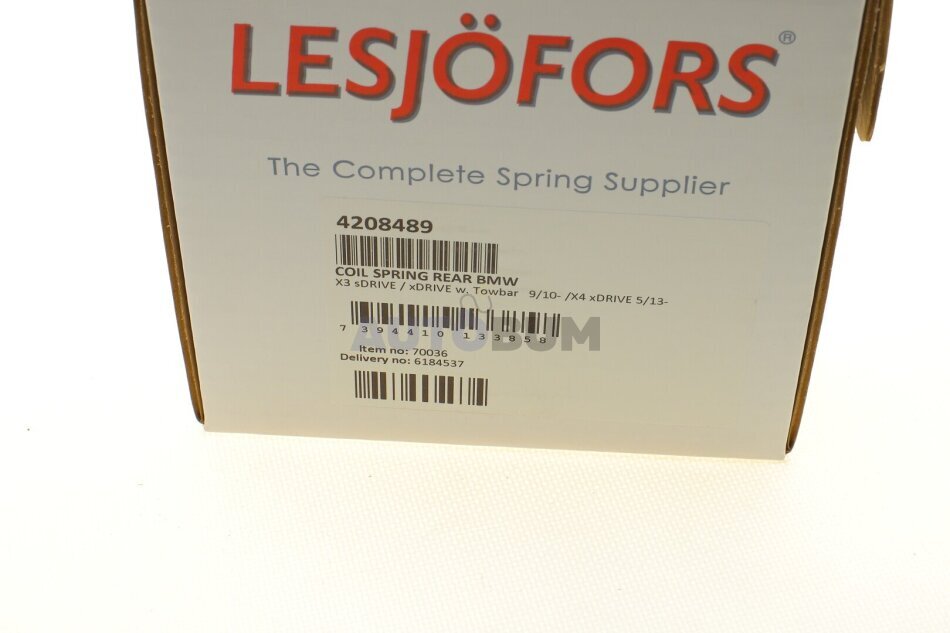 LESJÖFORS®
The Complete Spring Supplier
4208489
COIL SPRING REAR BMW
X3 sDRIVE / xDRIVE w. Towbar 9/10- /X4 xDRIVE 5/13-
7 394410 133858
AUTOBUM
Item no: 70036
Delivery no: 6184537